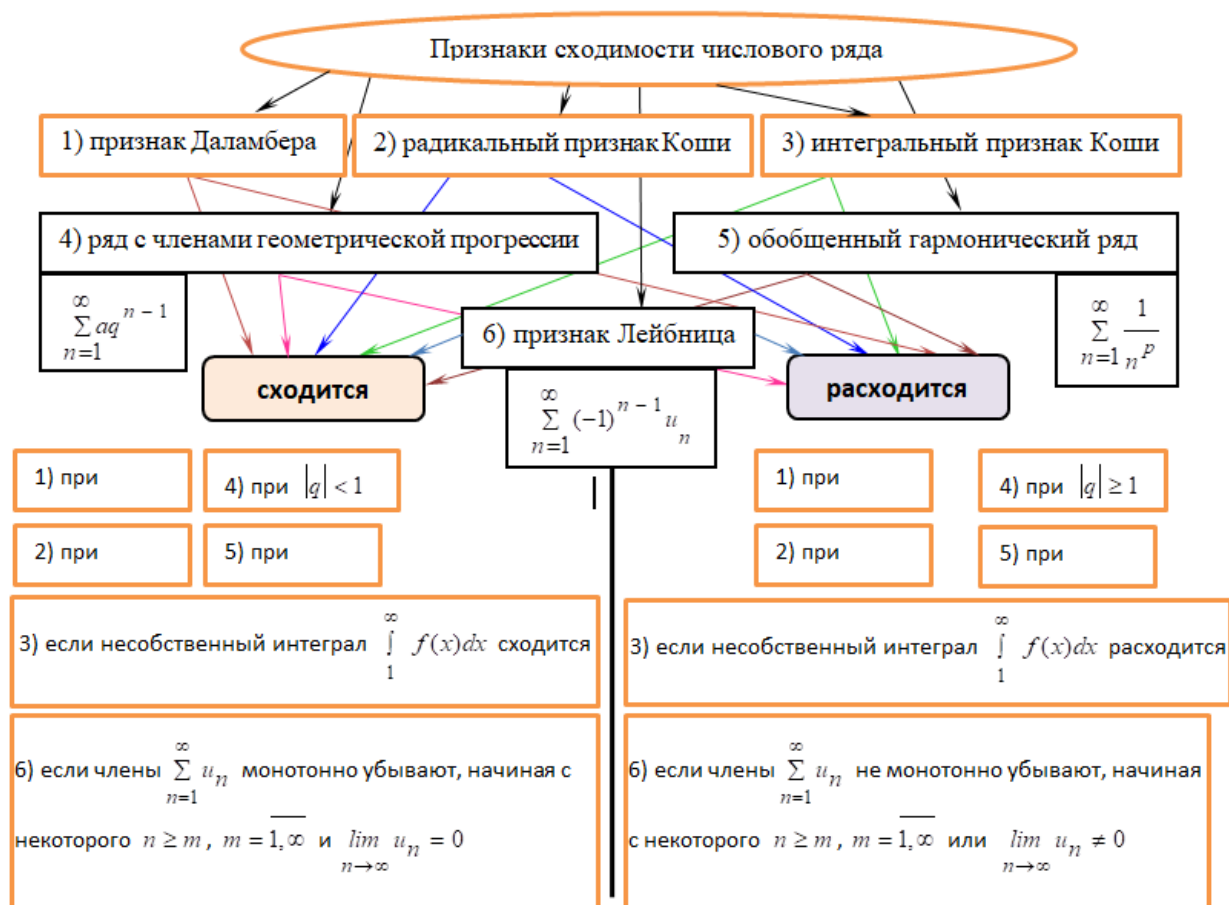 Признаки сходимости числового ряда
1) признак Даламбера
2) радикальный признак Коши
3) интегральный признак Коши
4) ряд с членами геометрической прогрессии
5) обобщенный гармонический ряд
∞
∑ aq^{n − 1}
n=1
∞
∑ 1/n^p
n=1
6) признак Лейбница
сходится
расходится
∞
∑ (−1)^{n − 1} u_n
n=1
1) при
4) при |q| < 1
1) при
4) при |q| ≥ 1
2) при
5) при
2) при
5) при
3) если несобственный интеграл ∫_1^∞ f(x)dx сходится
3) если несобственный интеграл ∫_1^∞ f(x)dx расходится
6) если члены ∑_{n=1}^∞ u_n монотонно убывают, начиная с
некоторого n ≥ m , m = \overline{1,∞} и lim_{n→∞} u_n = 0
6) если члены ∑_{n=1}^∞ u_n не монотонно убывают, начиная
с некоторого n ≥ m , m = \overline{1,∞} или lim_{n→∞} u_n ≠ 0